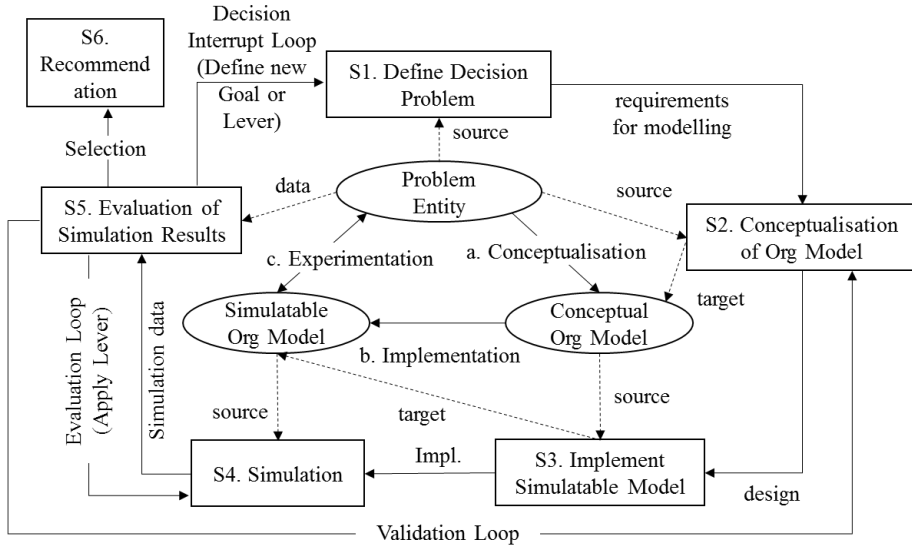 S6.
Recommend
ation
Decision
Interrupt Loop
(Define new
Goal or
Lever)
S1. Define Decision
Problem
requirements
for modelling
source
Selection
data
Problem
Entity
source
S5. Evaluation of
Simulation Results
S2. Conceptualisation
of Org Model
c. Experimentation
a. Conceptualisation
target
Simulatable
Org Model
Conceptual
Org Model
b. Implementation
Evaluation Loop
(Apply Lever)
Simulation data
source
target
source
S4. Simulation
Impl.
S3. Implement
Simulatable Model
design
Validation Loop